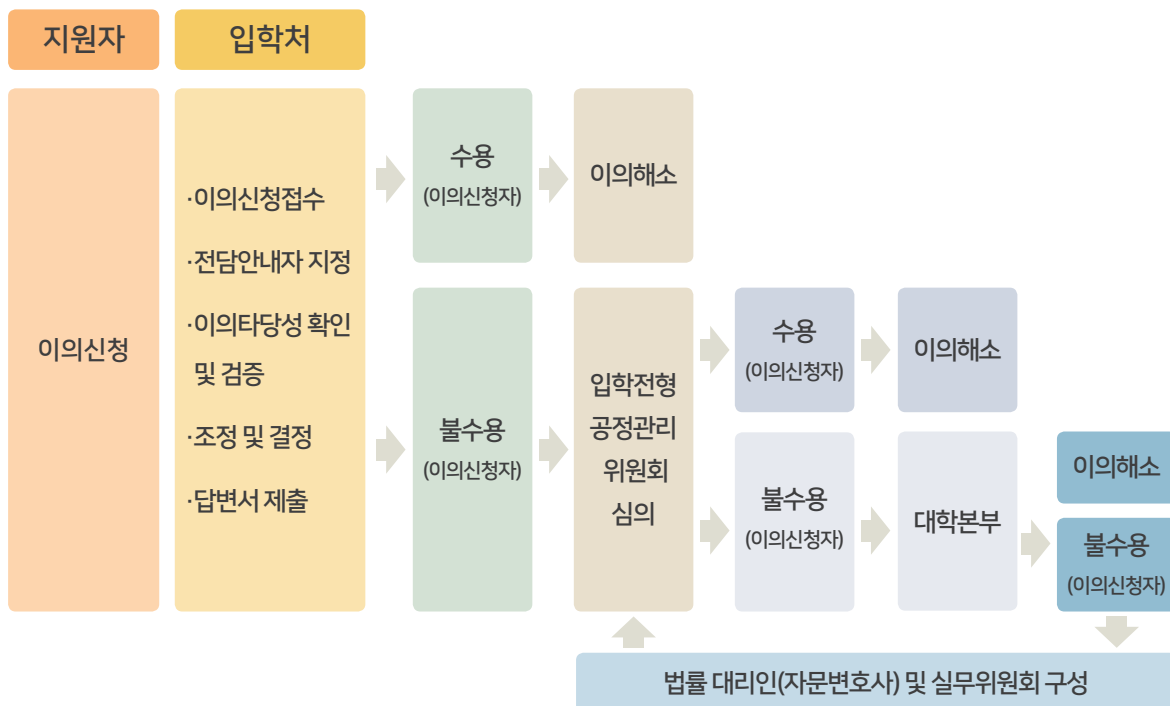 지원자
입학처
이의신청
·이의신청접수
·전담안내자 지정
·이의타당성 확인
및 검증
·조정 및 결정
·답변서 제출
수용
(이의신청자)
이의해소
불수용
(이의신청자)
입학전형
공정관리
위원회
심의
수용
(이의신청자)
이의해소
불수용
(이의신청자)
대학본부
이의해소
불수용
(이의신청자)
법률 대리인(자문변호사) 및 실무위원회 구성